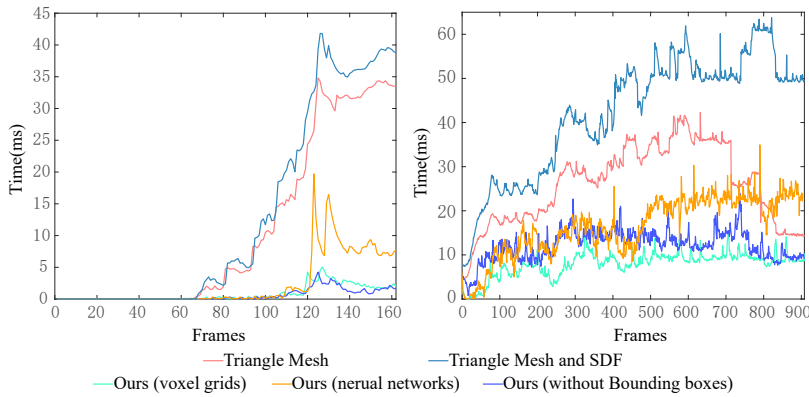 45
40
35
30
25
20
15
10
5
0
Time(ms)
0 20 40 60 80 100 120 140 160
Frames
60
50
40
30
20
10
0
Time(ms)
0 100 200 300 400 500 600 700 800 900
Frames
Triangle Mesh
Triangle Mesh and SDF
Ours (voxel grids)
Ours (nerual networks)
Ours (without Bounding boxes)